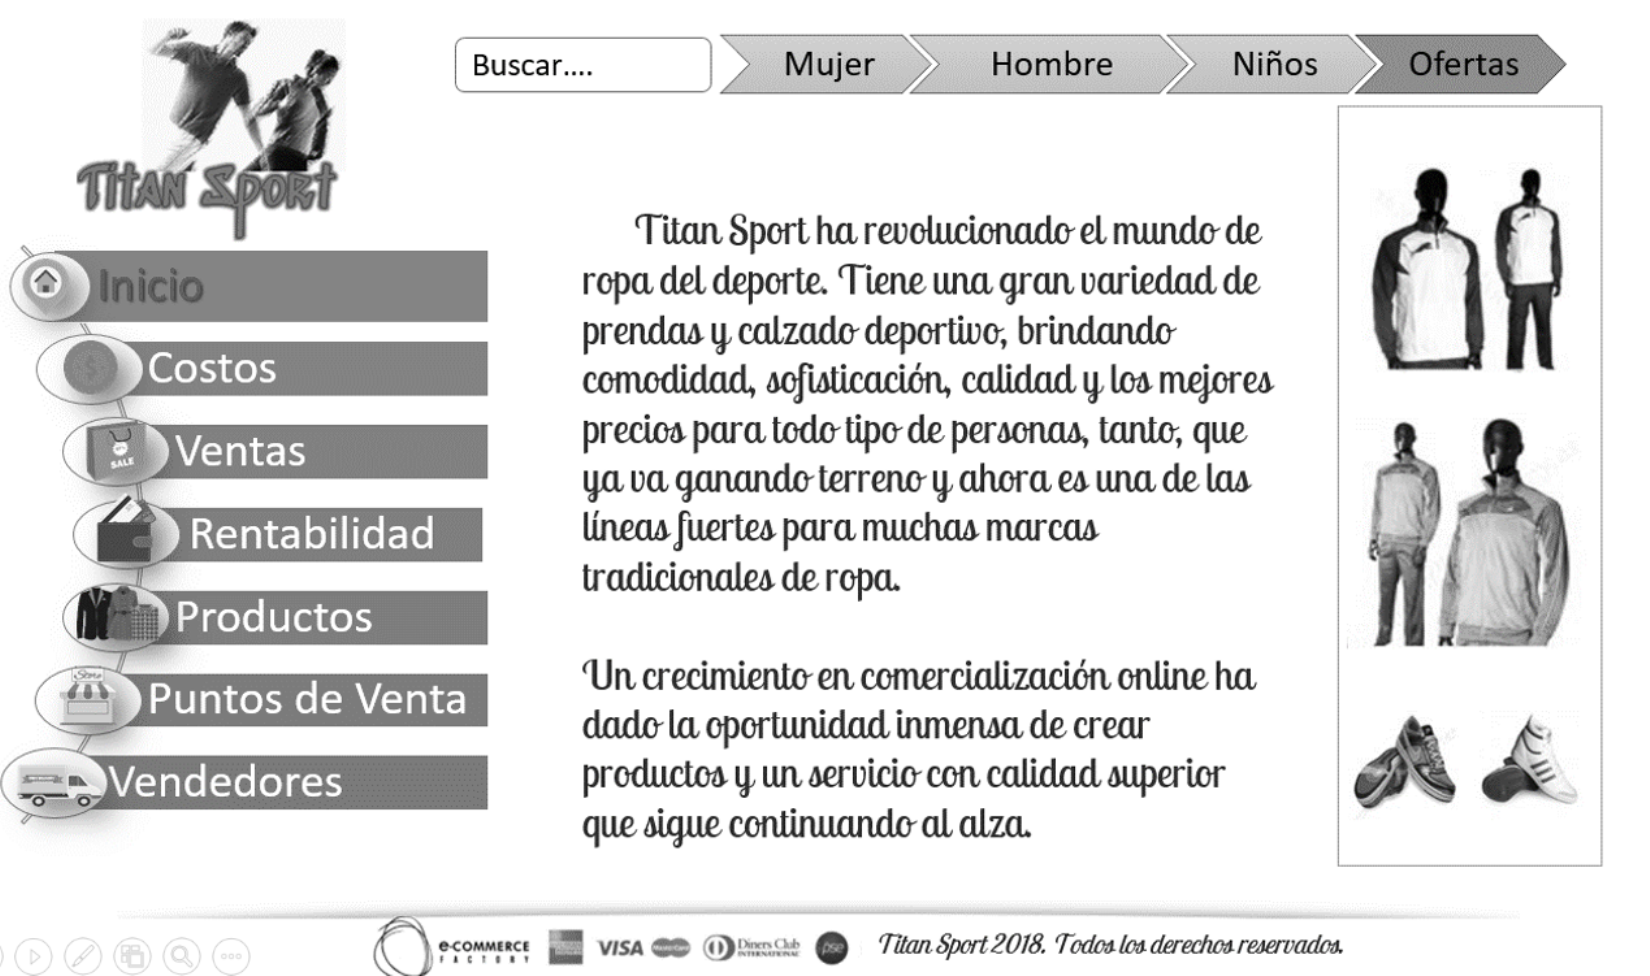 Buscar....
Mujer
Hombre
Niños
Ofertas
Titan Sport
Inicio
$
Costos
SALE
Ventas
Rentabilidad
Productos
Store
Puntos de Venta
Vendedores
Titan Sport ha revolucionado el mundo de
ropa del deporte. Tiene una gran variedad de
prendas y calzado deportivo, brindando
comodidad, sofisticación, calidad y los mejores
precios para todo tipo de personas, tanto, que
ya va ganando terreno y ahora es una de las
líneas fuertes para muchas marcas
tradicionales de ropa.
Un crecimiento en comercialización online ha
dado la oportunidad inmensa de crear
productos y un servicio con calidad superior
que sigue continuando al alza.
e-COMMERCE
FACTORY
VISA
MasterCard
Diners Club
INTERNATIONAL
pse
Titan Sport 2018. Todos los derechos reservados.